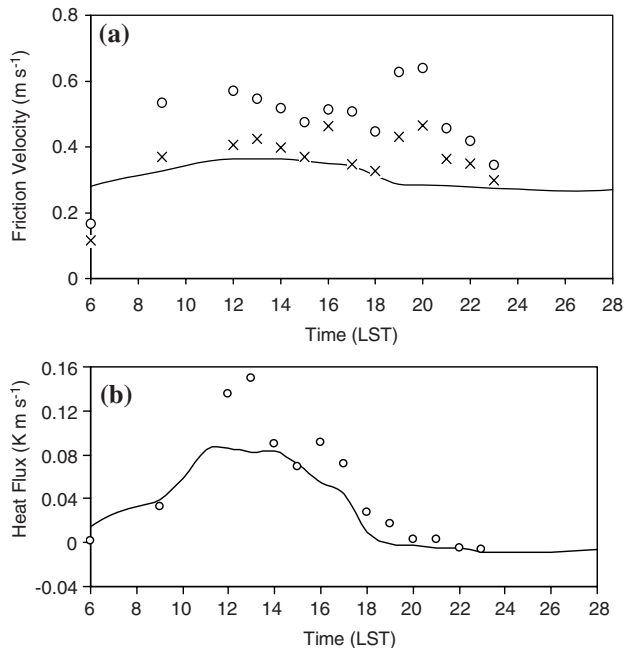 (a)
Friction Velocity (m s-1)
0.8
0.6
0.4
0.2
0
6 8 10 12 14 16 18 20 22 24 26 28
Time (LST)
(b)
Heat Flux (K m s-1)
0.16
0.12
0.08
0.04
0
-0.04
6 8 10 12 14 16 18 20 22 24 26 28
Time (LST)